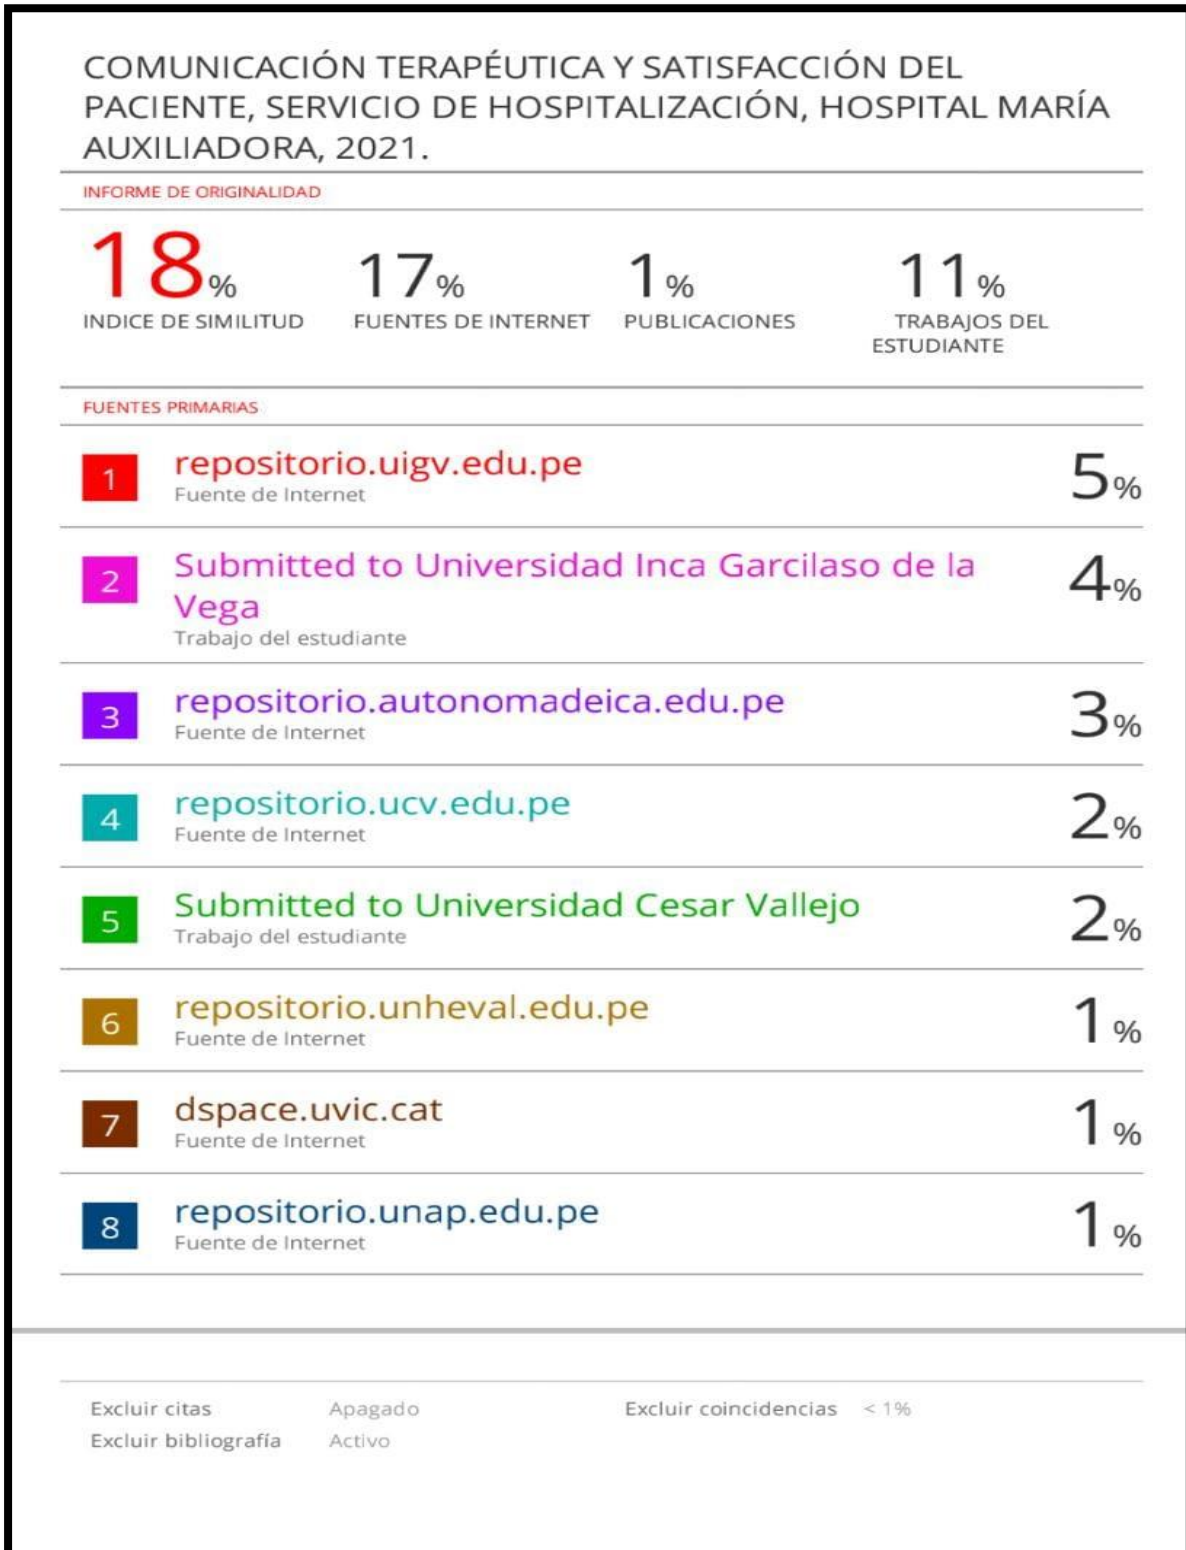 COMUNICACIÓN TERAPÉUTICA Y SATISFACCIÓN DEL
PACIENTE, SERVICIO DE HOSPITALIZACIÓN, HOSPITAL MARÍA
AUXILIADORA, 2021.
INFORME DE ORIGINALIDAD
18% 17% 1% 11%
INDICE DE SIMILITUD FUENTES DE INTERNET PUBLICACIONES TRABAJOS DEL
ESTUDIANTE
FUENTES PRIMARIAS
1 repositorio.uigv.edu.pe 5%
Fuente de Internet
2 Submitted to Universidad Inca Garcilaso de la 4%
Vega
Trabajo del estudiante
3 repositorio.autonomadeica.edu.pe 3%
Fuente de Internet
4 repositorio.ucv.edu.pe 2%
Fuente de Internet
5 Submitted to Universidad Cesar Vallejo 2%
Trabajo del estudiante
6 repositorio.unheval.edu.pe 1%
Fuente de Internet
7 dspace.uvic.cat 1%
Fuente de Internet
8 repositorio.unap.edu.pe 1%
Fuente de Internet
Excluir citas Apagado Excluir coincidencias < 1%
Excluir bibliografía Activo